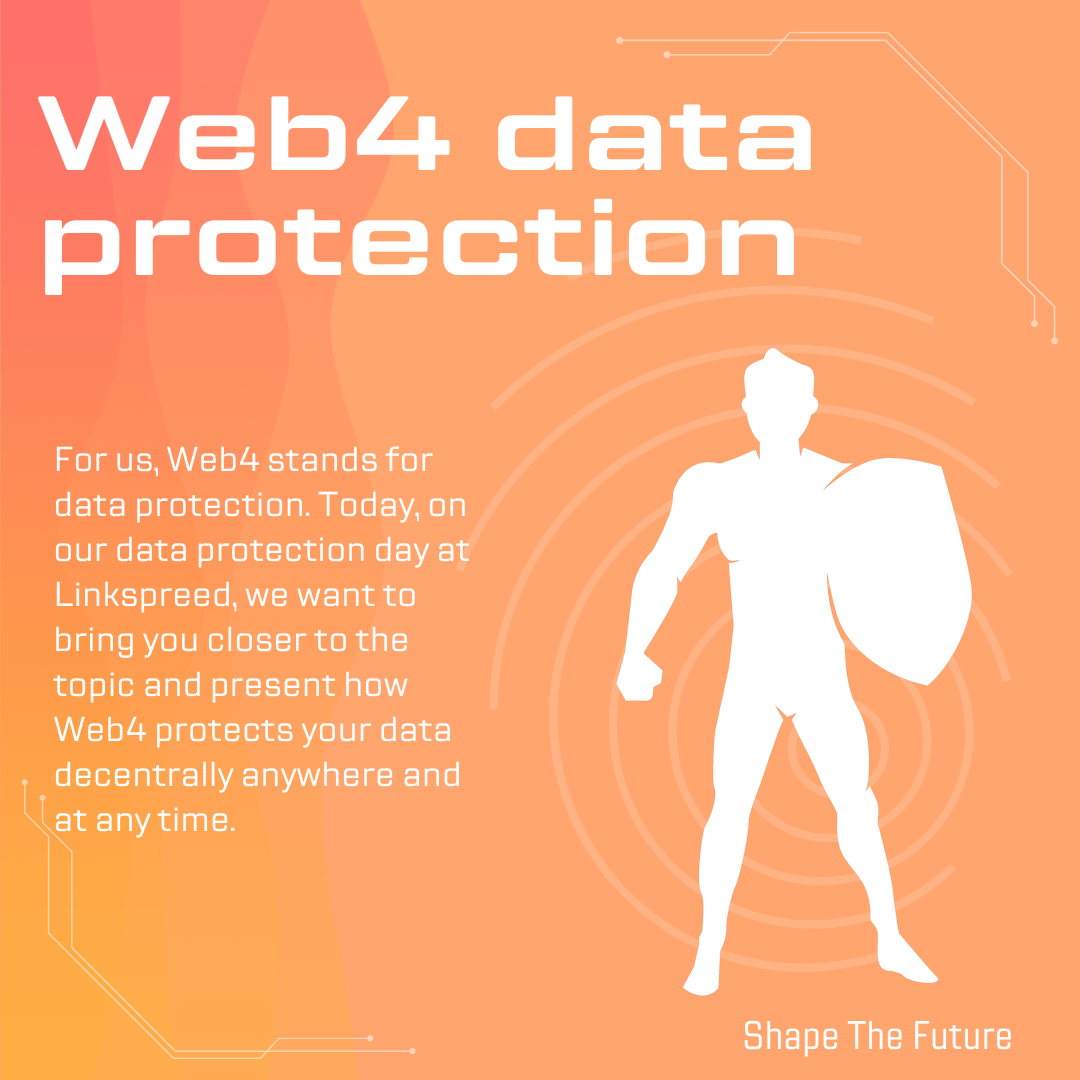 Web4 data
protection
For us, Web4 stands for
data protection. Today, on
our data protection day at
Linkspreed, we want to
bring you closer to the
topic and present how
Web4 protects your data
decentrally anywhere and
at any time.
Shape The Future